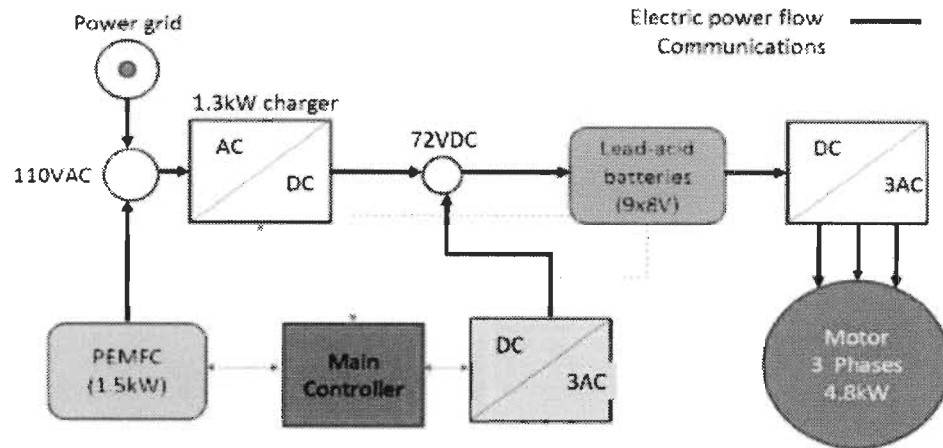 Power grid
Electric power flow
Communications
1.3kW charger
110VAC
AC
DC
72VDC
Lead-acid
batteries
(9x8V)
DC
3AC
PEMFC
(1.5kW)
Main
Controller
DC
3AC
Motor
3 Phases
4.8kW